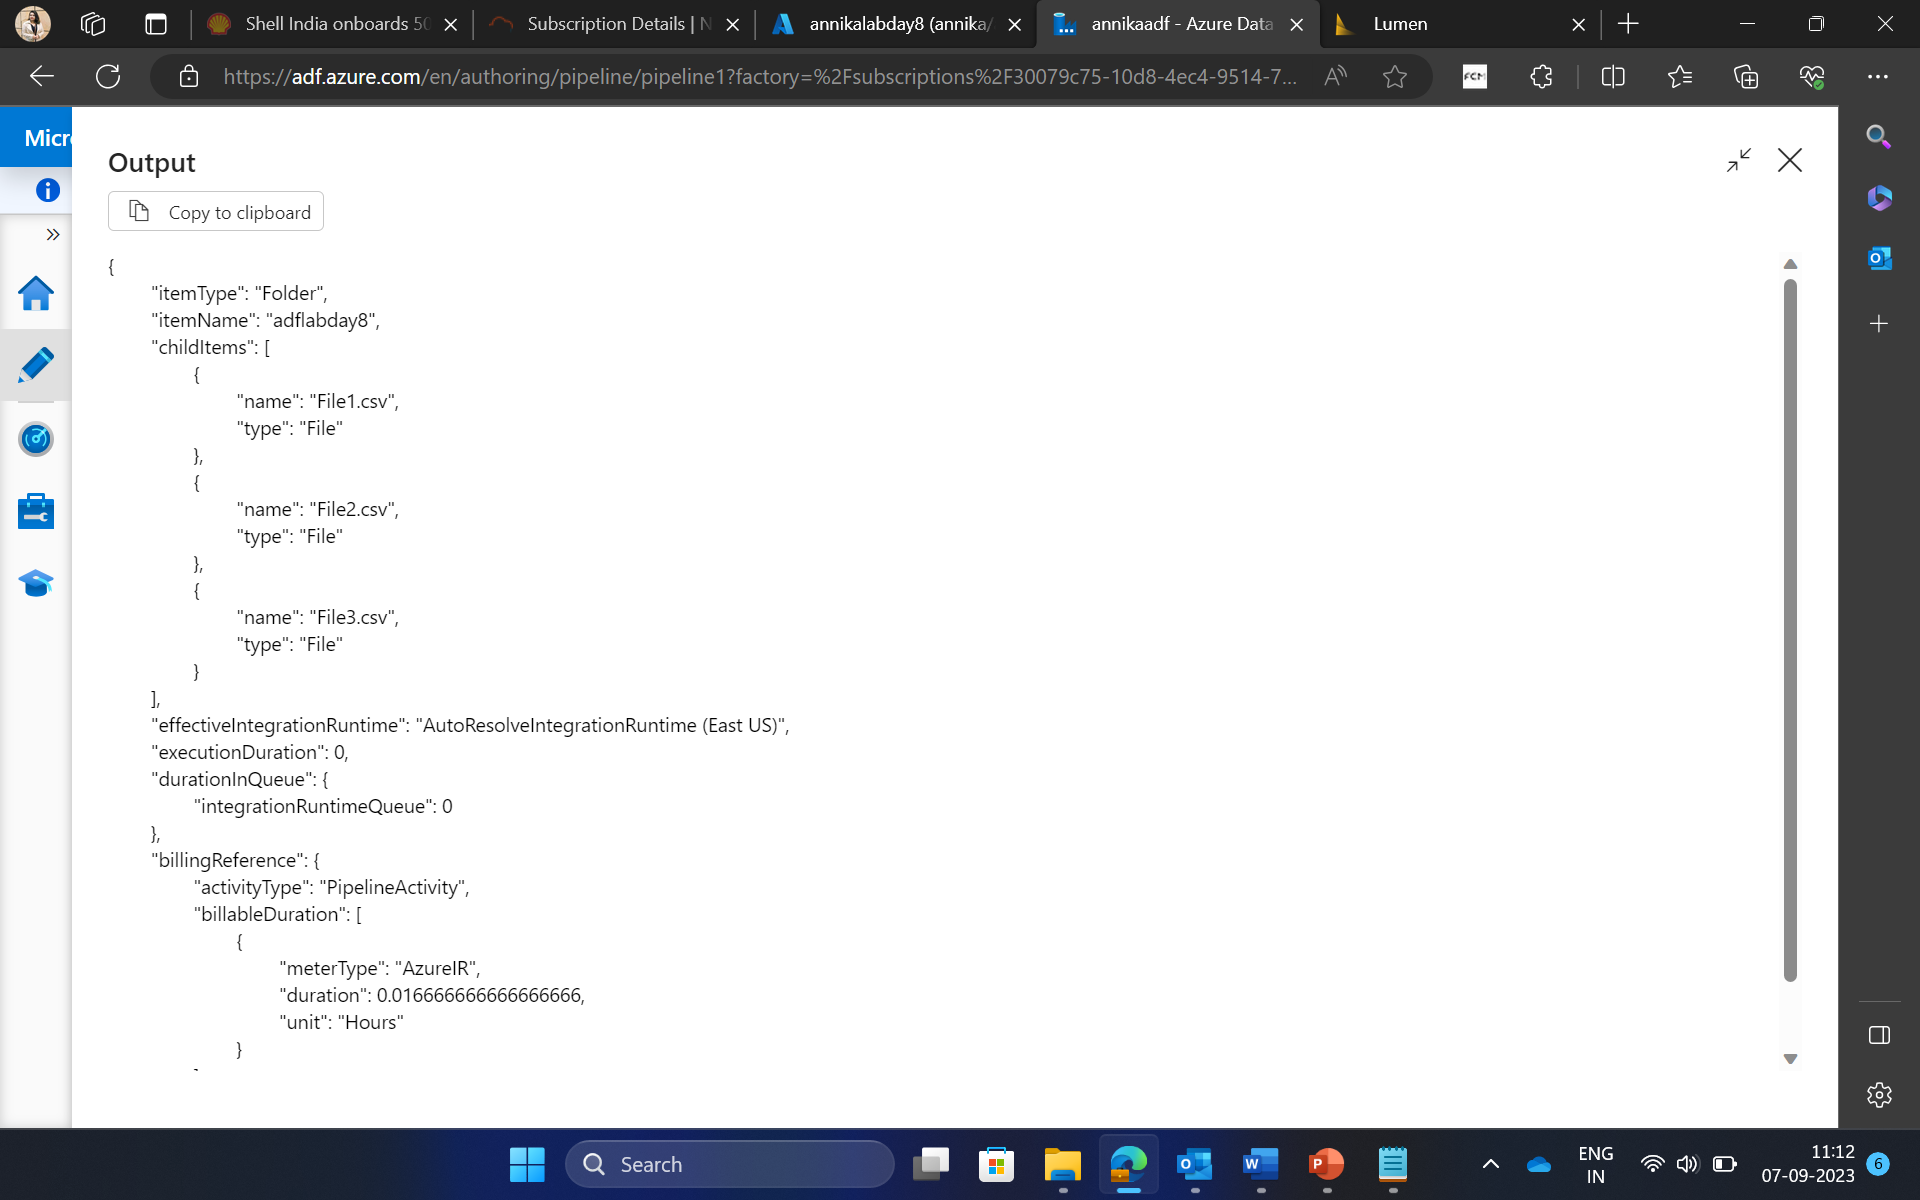 Shell India onboards 50
Subscription Details | N
annikalabday8 (annika/
annikaadf - Azure Data
Lumen
https://adf.azure.com/en/authoring/pipeline/pipeline1?factory=%2Fsubscriptions%2F30079c75-10d8-4ec4-9514-7...
FCM
Micr
Output
Copy to clipboard
{
"itemType": "Folder",
"itemName": "adflabday8",
"childItems": [
{
"name": "File1.csv",
"type": "File"
},
{
"name": "File2.csv",
"type": "File"
},
{
"name": "File3.csv",
"type": "File"
}
],
"effectiveIntegrationRuntime": "AutoResolveIntegrationRuntime (East US)",
"executionDuration": 0,
"durationInQueue": {
"integrationRuntimeQueue": 0
},
"billingReference": {
"activityType": "PipelineActivity",
"billableDuration": [
{
"meterType": "AzureIR",
"duration": 0.016666666666666666,
"unit": "Hours"
}
Search
ENG
IN
11:12
07-09-2023
6